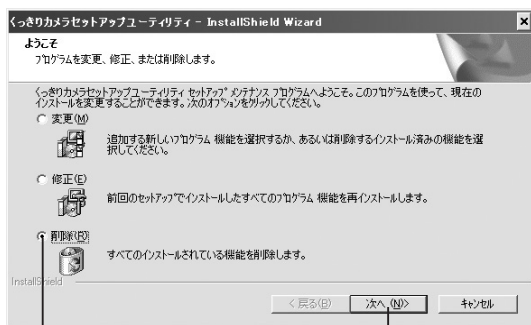 くっきりカメラセットアップユーティリティ - InstallShield Wizard
ようこそ
プログラムを変更、修正、または削除します。
くっきりカメラセットアップユーティリティ セットアップ メンテナンス プログラムへようこそ。このプログラムを使って、現在の
インストールを変更することができます。次のオプションをクリックしてください。
変更(M)
追加する新しいプログラム 機能を選択するか、あるいは削除するインストール済みの機能を選
択してください。
修正(E)
前回のセットアップでインストールしたすべてのプログラム 機能を再インストールします。
削除(R)
すべてのインストールされている機能を削除します。
InstallShield
< 戻る(B)
次へ(N)>
キャンセル